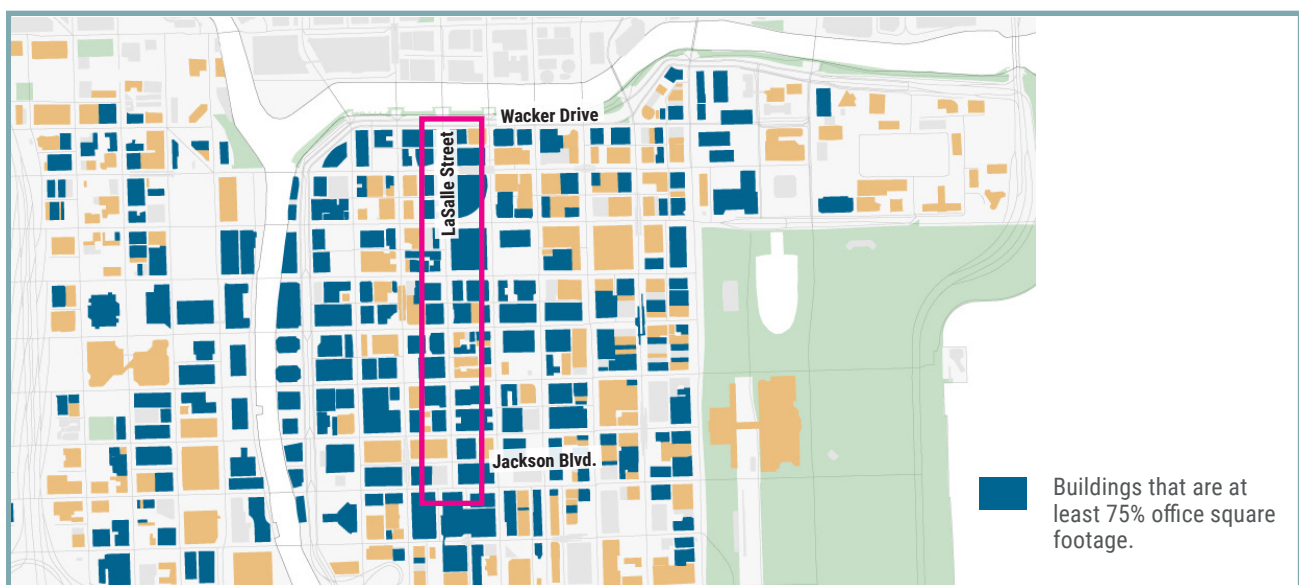 Wacker Drive
LaSalle Street
Jackson Blvd.
Buildings that are at
least 75% office square
footage.